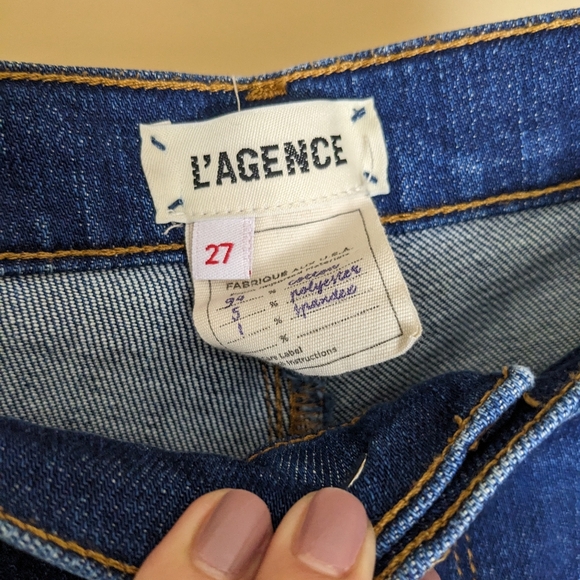 L'AGENCE
27
FABRIQUE AUX U.S.A.
94 % cotton
5 % polyester
1 % spandex
%
Label
Instructions